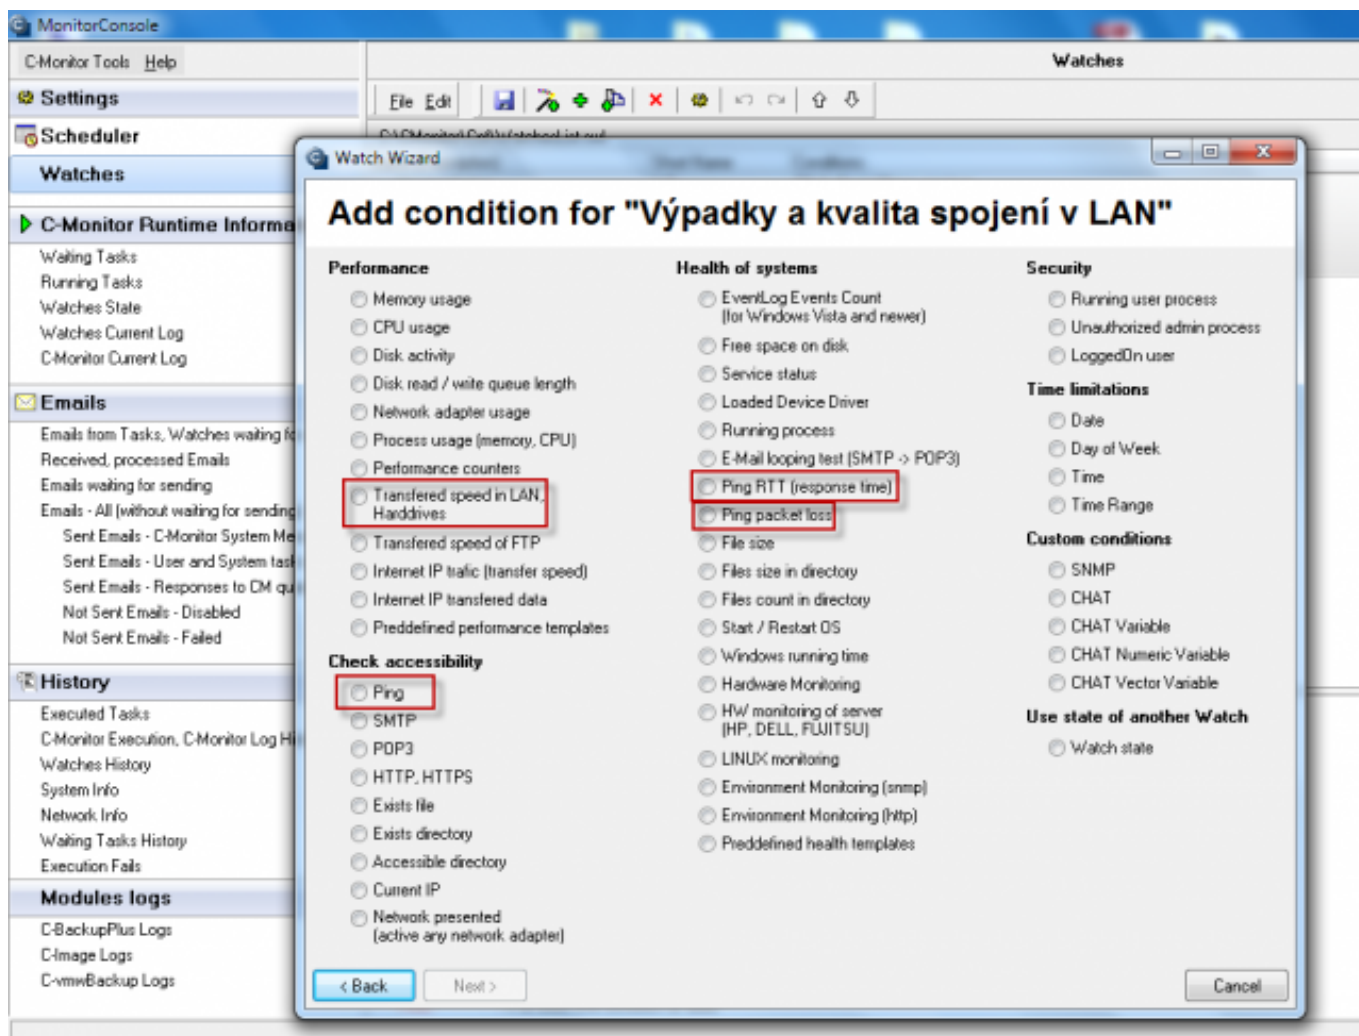 MonitorConsole
C-Monitor Tools Help
Watches
Settings
File Edit
Scheduler
Watches
C-Monitor Runtime Informa
Waiting Tasks
Running Tasks
Watches State
Watches Current Log
C-Monitor Current Log
Emails
Emails from Tasks, Watches waiting fo
Received, processed Emails
Emails waiting for sending
Emails - All (without waiting for sending
Sent Emails - C-Monitor System Me
Sent Emails - User and System task
Sent Emails - Responses to CM qu
Not Sent Emails - Disabled
Not Sent Emails - Failed
History
Executed Tasks
C-Monitor Execution, C-Monitor Log Hi
Watches History
System Info
Network Info
Waiting Tasks History
Execution Fails
Modules logs
C-BackupPlus Logs
C-Image Logs
C-vmwBackup Logs
Watch Wizard
Add condition for "Výpadky a kvalita spojení v LAN"
Performance
Memory usage
CPU usage
Disk activity
Disk read / write queue length
Network adapter usage
Process usage (memory, CPU)
Performance counters
Transfered speed in LAN,
Harddrives
Transfered speed of FTP
Internet IP trafic (transfer speed)
Internet IP transfered data
Preddefined performance templates
Check accessibility
Ping
SMTP
POP3
HTTP, HTTPS
Exists file
Exists directory
Accessible directory
Current IP
Network presented
(active any network adapter)
Health of systems
EventLog Events Count
(for Windows Vista and newer)
Free space on disk
Service status
Loaded Device Driver
Running process
E-Mail looping test (SMTP -> POP3)
Ping RTT (response time)
Ping packet loss
File size
Files size in directory
Files count in directory
Start / Restart OS
Windows running time
Hardware Monitoring
HW monitoring of server
(HP, DELL, FUJITSU)
LINUX monitoring
Environment Monitoring (snmp)
Environment Monitoring (http)
Preddefined health templates
Security
Running user process
Unauthorized admin process
LoggedOn user
Time limitations
Date
Day of Week
Time
Time Range
Custom conditions
SNMP
CHAT
CHAT Variable
CHAT Numeric Variable
CHAT Vector Variable
Use state of another Watch
Watch state
< Back
Next >
Cancel